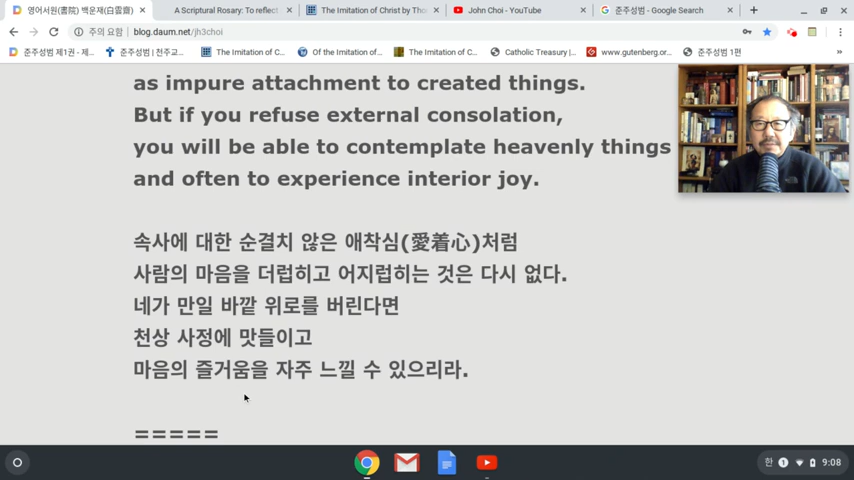 영어서원(書院) 백운재(白雲齋)
A Scriptural Rosary: To reflect
The Imitation of Christ by Tho
John Choi - YouTube
준주성범 - Google Search
주의 요함
blog.daum.net/jh3choi
준주성범 제1권 - 제...
준주성범 | 천주교...
The Imitation of C...
Of the Imitation of...
The Imitation of C...
Catholic Treasury |...
www.gutenberg.or...
준주성범 1편
as impure attachment to created things.
But if you refuse external consolation,
you will be able to contemplate heavenly things
and often to experience interior joy.
속사에 대한 순결치 않은 애착심(愛着心)처럼
사람의 마음을 더럽히고 어지럽히는 것은 다시 없다.
네가 만일 바깥 위로를 버린다면
천상 사정에 맛들이고
마음의 즐거움을 자주 느낄 수 있으리라.
=====
한
1
9:08